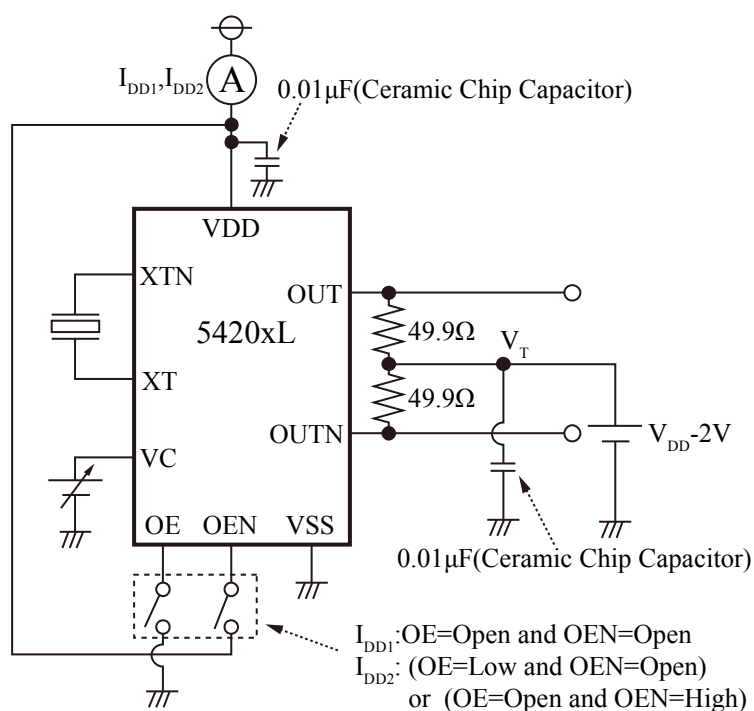 A
I_DD1,I_DD2
0.01μF(Ceramic Chip Capacitor)
VDD
XTN
OUT
5420xL
49.9Ω
V_T
XT
49.9Ω
OUTN
V_DD-2V
VC
OE OEN VSS
0.01μF(Ceramic Chip Capacitor)
I_DD1:OE=Open and OEN=Open
I_DD2: (OE=Low and OEN=Open)
or (OE=Open and OEN=High)